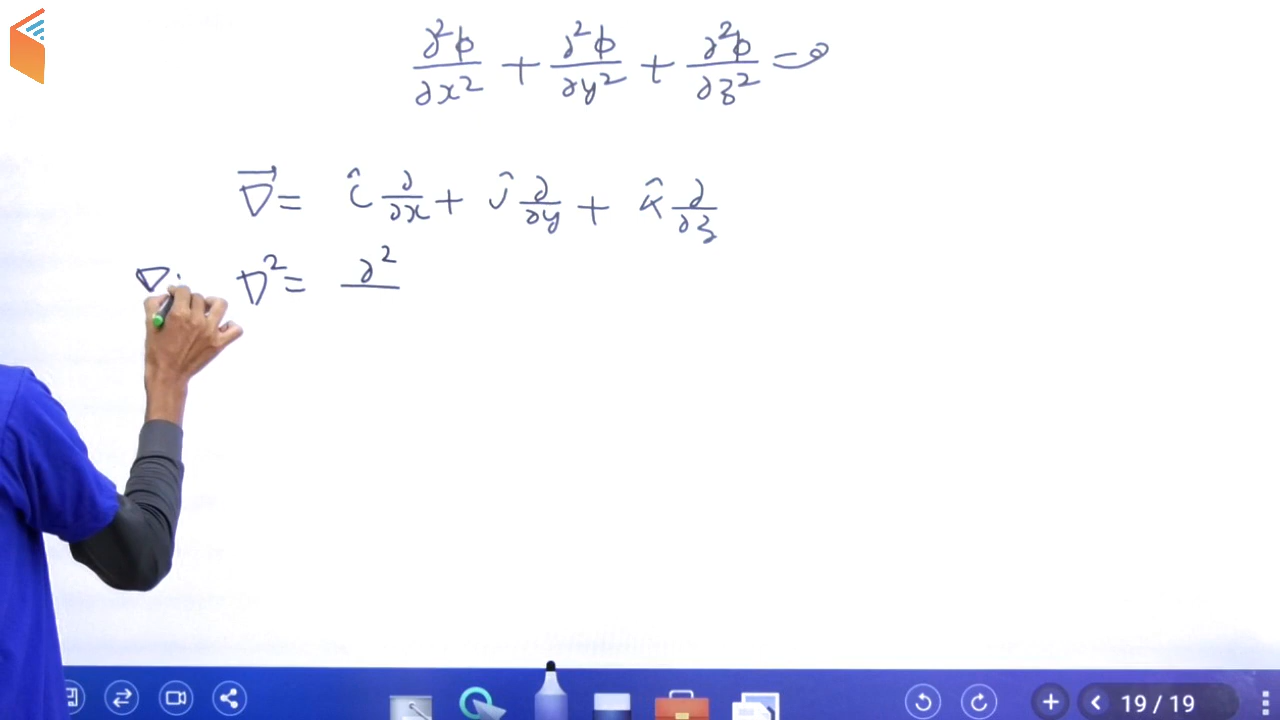 ∂²ϕ/∂x² + ∂²ϕ/∂y² + ∂²ϕ/∂z² = 0
∇⃗ = î ∂/∂x + ĵ ∂/∂y + k̂ ∂/∂z
∇· ∇² = ∂²
19 / 19